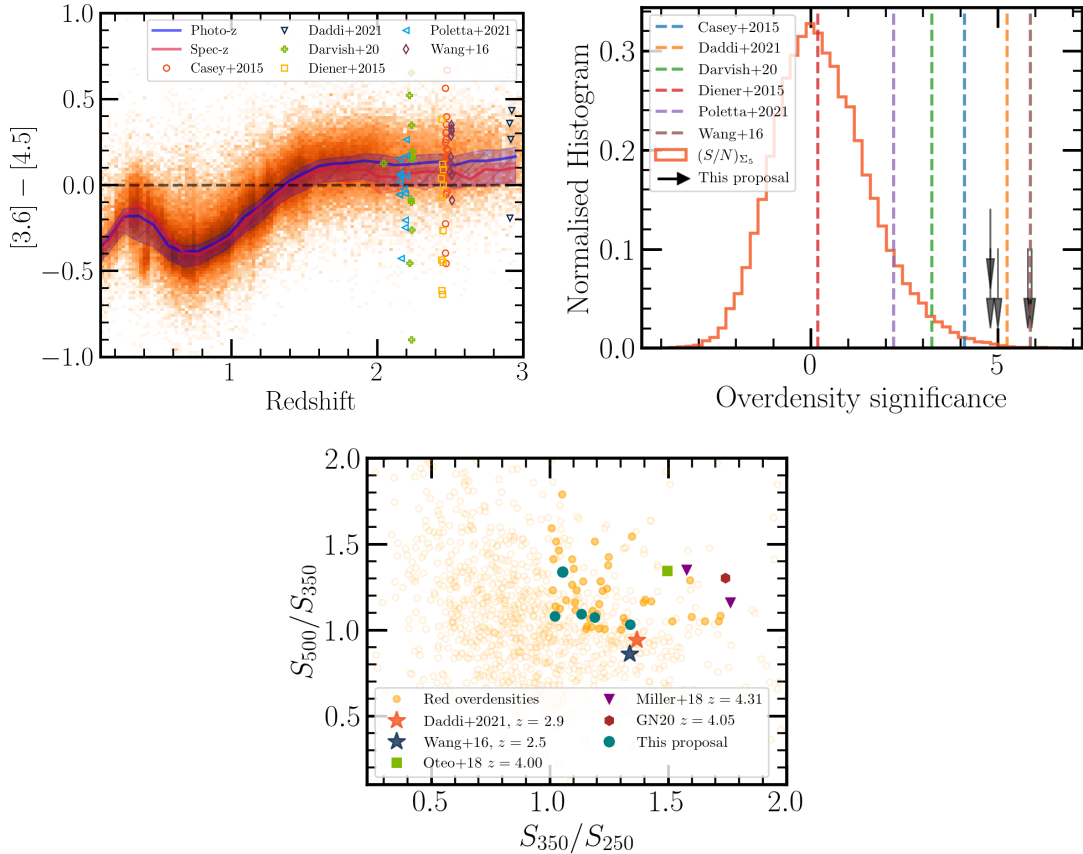 1.0
0.5
0.0
−0.5
−1.0
[3.6] − [4.5]
Photo-z
Spec-z
Casey+2015
Daddi+2021
Darvish+20
Diener+2015
Poletta+2021
Wang+16
1
2
3
Redshift
0.3
0.2
0.1
0.0
Normalised Histogram
Casey+2015
Daddi+2021
Darvish+20
Diener+2015
Poletta+2021
Wang+16
(S/N)Σ₅
This proposal
0
5
Overdensity significance
2.0
1.5
1.0
0.5
S₅₀₀/S₃₅₀
Red overdensities
Daddi+2021, z = 2.9
Wang+16, z = 2.5
Oteo+18 z = 4.00
Miller+18 z = 4.31
GN20 z = 4.05
This proposal
0.5
1.0
1.5
2.0
S₃₅₀/S₂₅₀